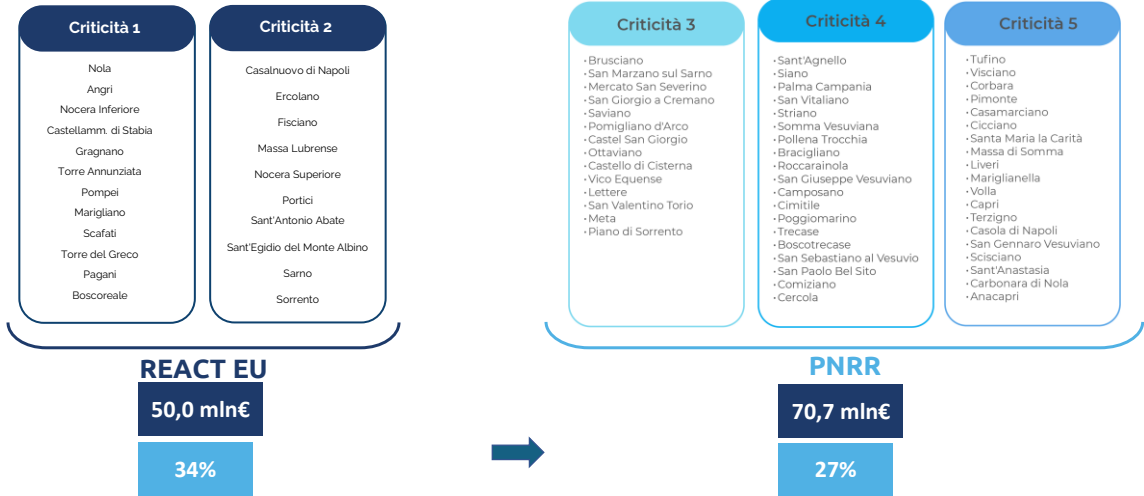 Criticità 1
Nola
Angri
Nocera Inferiore
Castellamm. di Stabia
Gragnano
Torre Annunziata
Pompei
Marigliano
Scafati
Torre del Greco
Pagani
Boscoreale
Criticità 2
Casalnuovo di Napoli
Ercolano
Fisciano
Massa Lubrense
Nocera Superiore
Portici
Sant'Antonio Abate
Sant'Egidio del Monte Albino
Sarno
Sorrento
REACT EU
50,0 mln€
34%
Criticità 3
•Brusciano
•San Marzano sul Sarno
•Mercato San Severino
•San Giorgio a Cremano
•Saviano
•Pomigliano d'Arco
•Castel San Giorgio
•Ottaviano
•Castello di Cisterna
•Vico Equense
•Lettere
•San Valentino Torio
•Meta
•Piano di Sorrento
Criticità 4
•Sant'Agnello
•Siano
•Palma Campania
•San Vitaliano
•Striano
•Somma Vesuviana
•Pollena Trocchia
•Bracigliano
•Roccarainola
•San Giuseppe Vesuviano
•Camposano
•Cimitile
•Poggiomarino
•Trecase
•Boscotrecase
•San Sebastiano al Vesuvio
•San Paolo Bel Sito
•Comiziano
•Cercola
Criticità 5
•Tufino
•Visciano
•Corbara
•Pimonte
•Casamarciano
•Cicciano
•Santa Maria la Carità
•Massa di Somma
•Liveri
•Mariglianella
•Volla
•Capri
•Terzigno
•Casola di Napoli
•San Gennaro Vesuviano
•Scisciano
•Sant'Anastasia
•Carbonara di Nola
•Anacapri
PNRR
70,7 mln€
27%